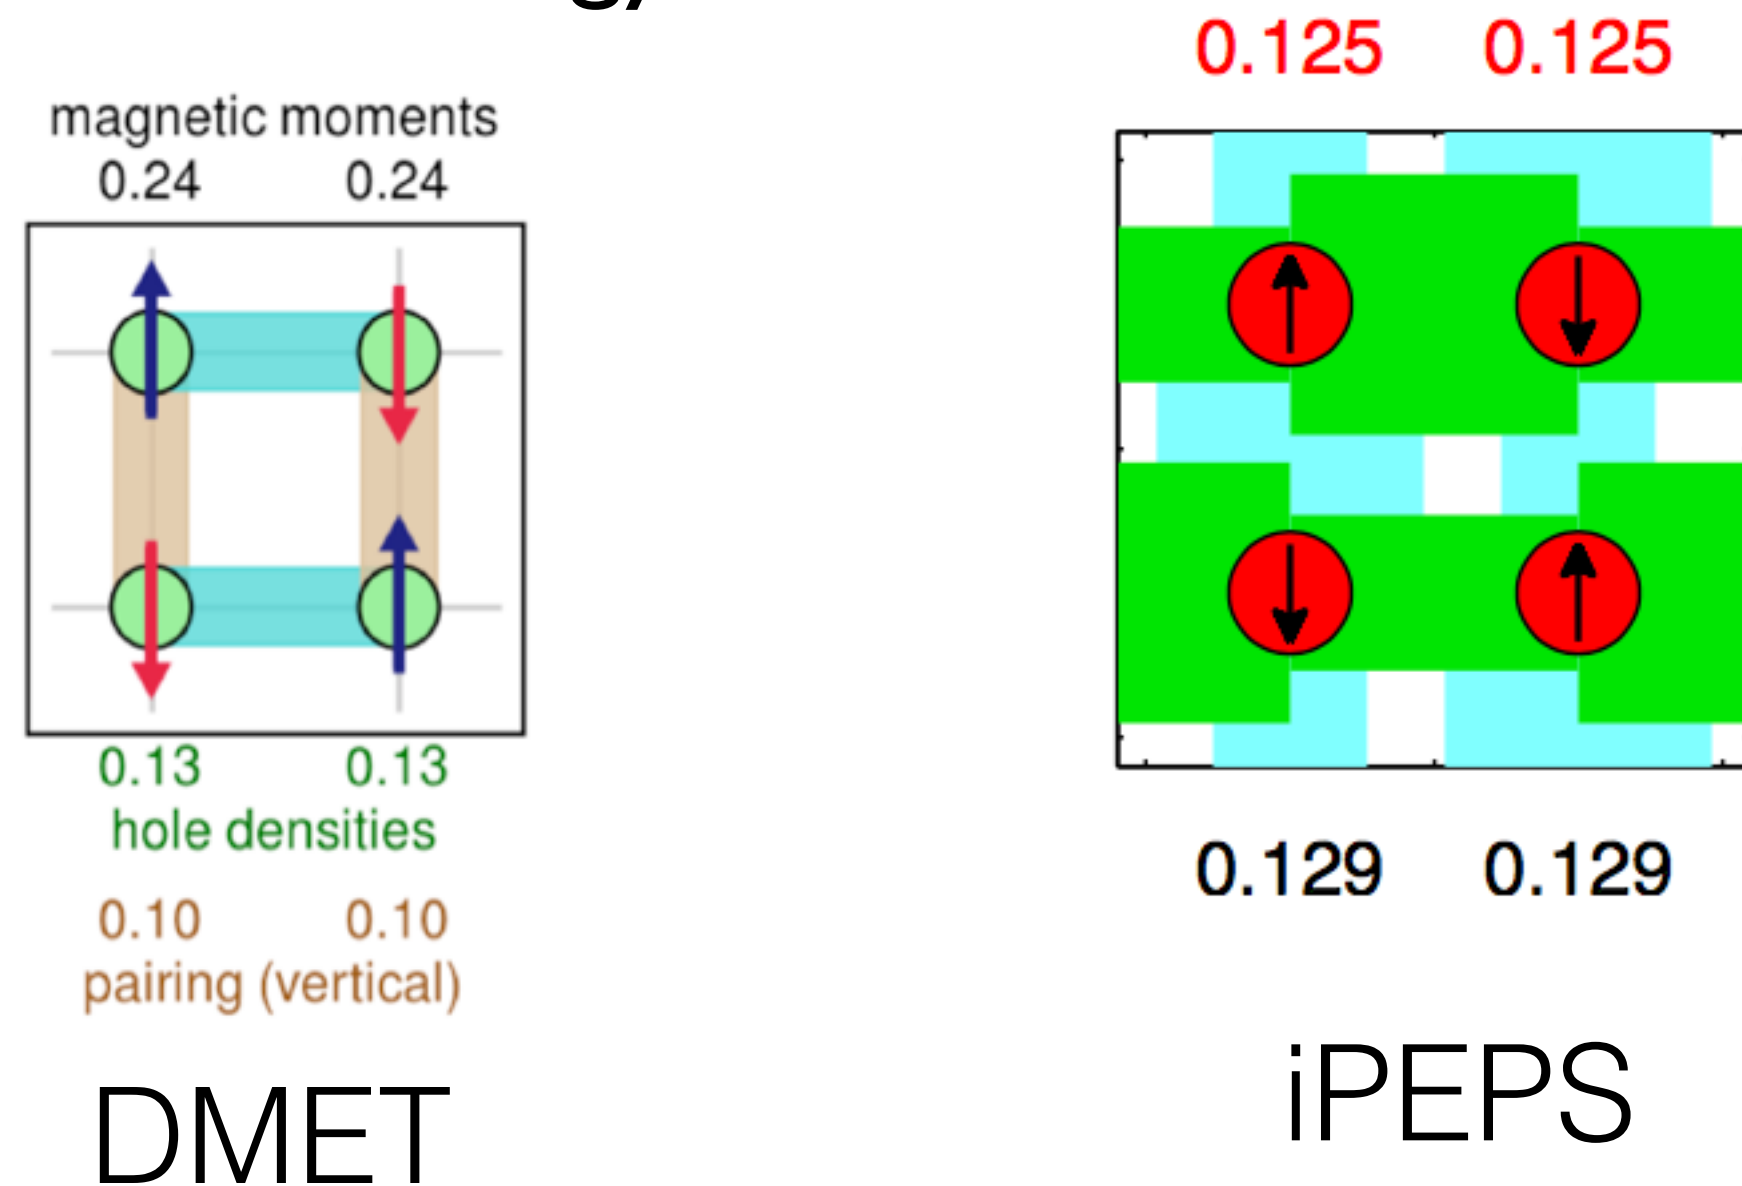 magnetic moments
0.24 0.24
0.13 0.13
hole densities
0.10 0.10
pairing (vertical)
DMET
0.125 0.125
0.129 0.129
iPEPS